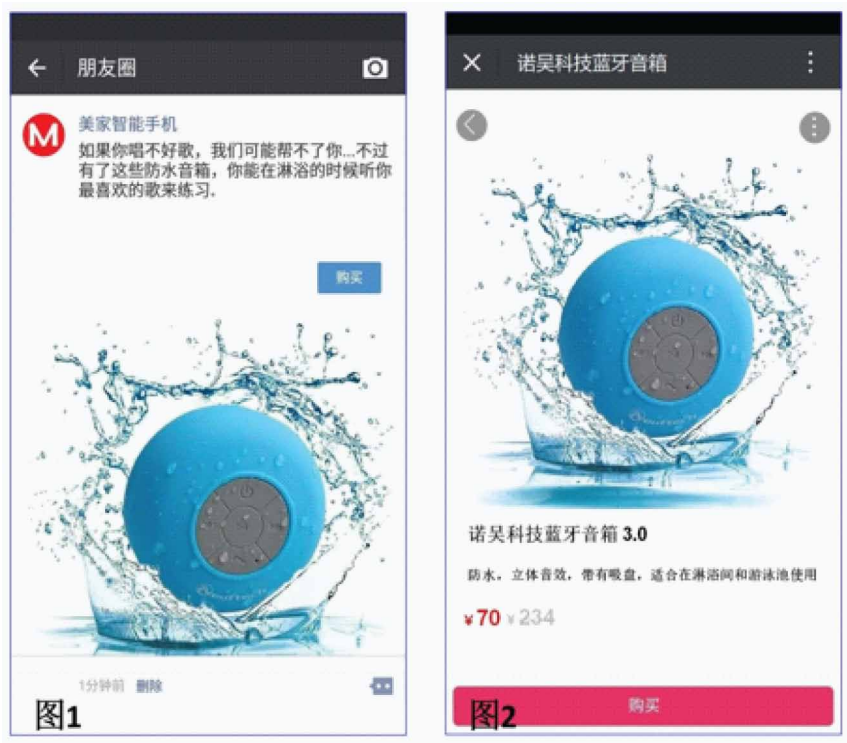 朋友圈
美家智能手机
如果你唱不好歌，我们可能帮不了你...不过
有了这些防水音箱，你能在淋浴的时候听你
最喜欢的歌来练习.
购买
1分钟前 删除
图1
诺吴科技蓝牙音箱
诺吴科技蓝牙音箱 3.0
防水，立体音效，带有吸盘，适合在淋浴间和游泳池使用
¥70 ¥234
购买
图2